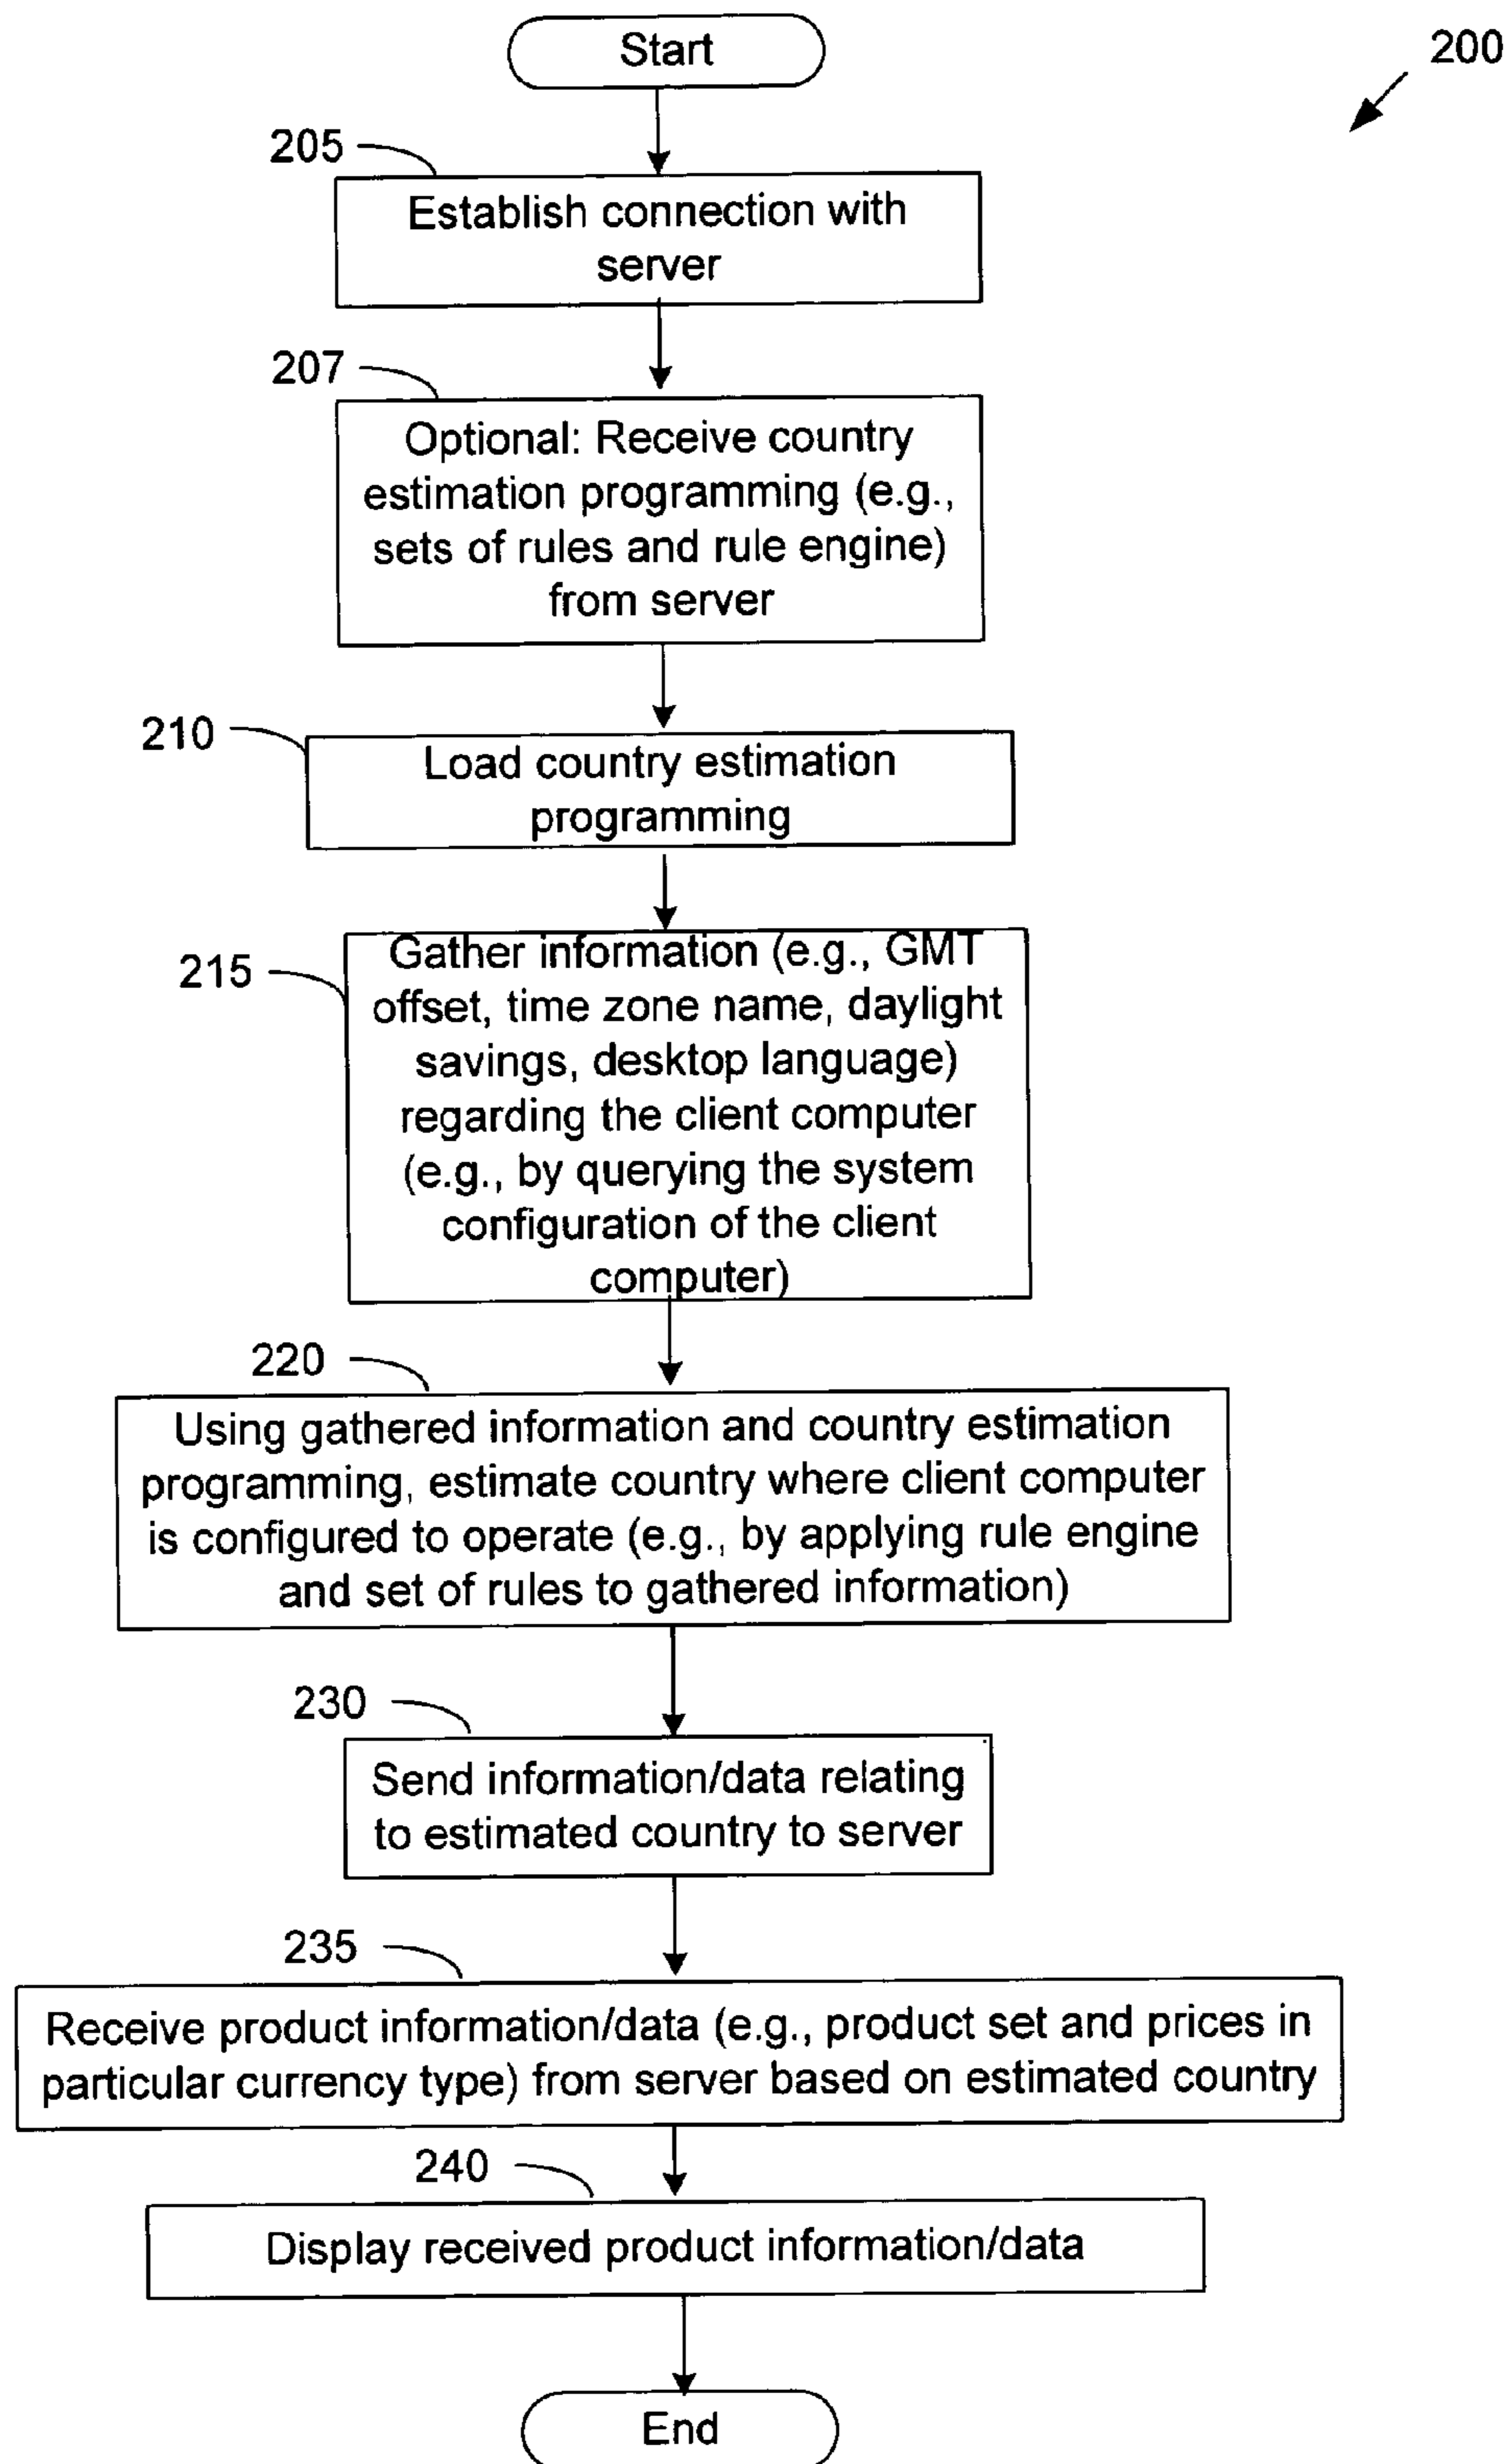 Start
200
205
Establish connection with
server
207
Optional: Receive country
estimation programming (e.g.,
sets of rules and rule engine)
from server
210
Load country estimation
programming
215
Gather information (e.g., GMT
offset, time zone name, daylight
savings, desktop language)
regarding the client computer
(e.g., by querying the system
configuration of the client
computer)
220
Using gathered information and country estimation
programming, estimate country where client computer
is configured to operate (e.g., by applying rule engine
and set of rules to gathered information)
230
Send information/data relating
to estimated country to server
235
Receive product information/data (e.g., product set and prices in
particular currency type) from server based on estimated country
240
Display received product information/data
End